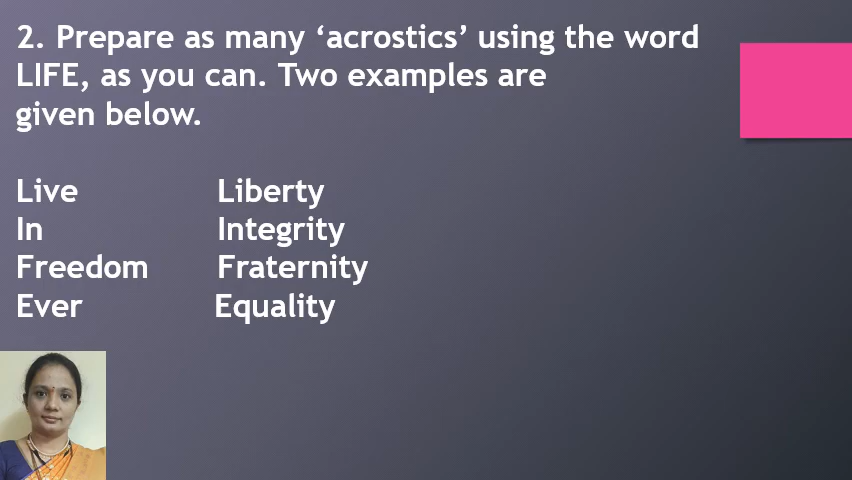 2. Prepare as many ‘acrostics’ using the word
LIFE, as you can. Two examples are
given below.
Live Liberty
In Integrity
Freedom Fraternity
Ever Equality